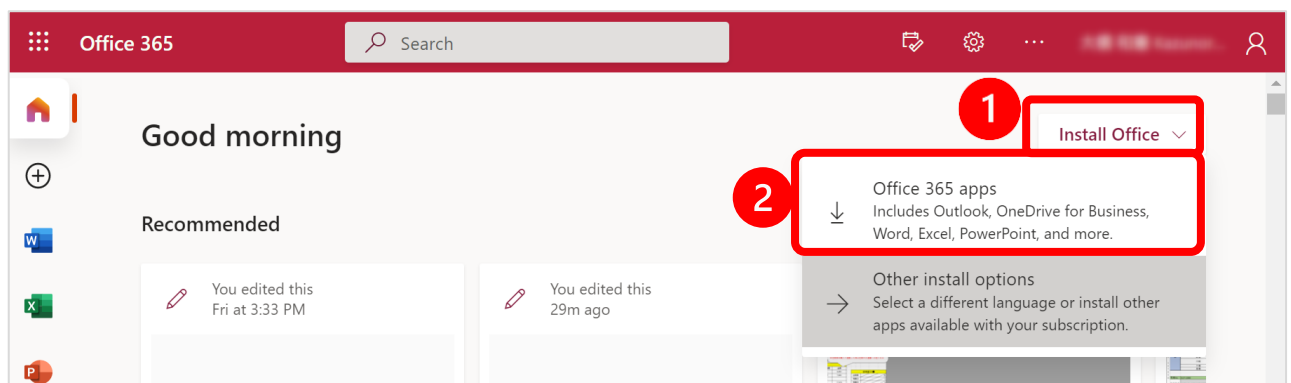 Office 365
Search
Good morning
1
Install Office
2
Office 365 apps
Includes Outlook, OneDrive for Business,
Word, Excel, PowerPoint, and more.
Recommended
Other install options
Select a different language or install other
apps available with your subscription.
You edited this
Fri at 3:33 PM
You edited this
29m ago
W
X
P